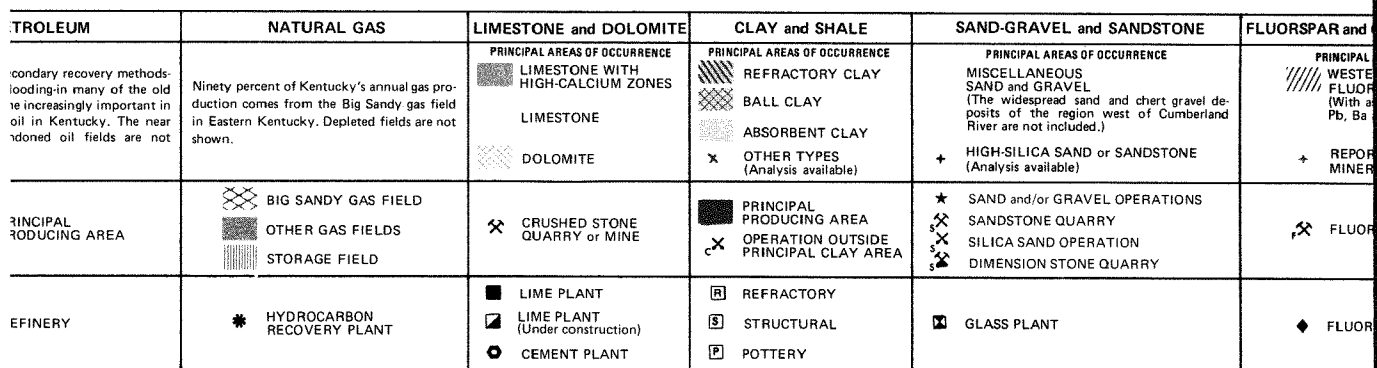 TROLEUM
econdary recovery methods-
looding-in many of the old
ne increasingly important in
oil in Kentucky. The near
ndoned oil fields are not
RINCIPAL
RODUCING AREA
EFINERY
NATURAL GAS
Ninety percent of Kentucky's annual gas pro-
duction comes from the Big Sandy gas field
in Eastern Kentucky. Depleted fields are not
shown.
BIG SANDY GAS FIELD
OTHER GAS FIELDS
STORAGE FIELD
HYDROCARBON
RECOVERY PLANT
LIMESTONE and DOLOMITE
PRINCIPAL AREAS OF OCCURRENCE
LIMESTONE WITH
HIGH-CALCIUM ZONES
LIMESTONE
DOLOMITE
CRUSHED STONE
QUARRY or MINE
LIME PLANT
LIME PLANT
(Under construction)
CEMENT PLANT
CLAY and SHALE
PRINCIPAL AREAS OF OCCURRENCE
REFRACTORY CLAY
BALL CLAY
ABSORBENT CLAY
OTHER TYPES
(Analysis available)
PRINCIPAL
PRODUCING AREA
C OPERATION OUTSIDE
PRINCIPAL CLAY AREA
R REFRACTORY
S STRUCTURAL
P POTTERY
SAND-GRAVEL and SANDSTONE
PRINCIPAL AREAS OF OCCURRENCE
MISCELLANEOUS
SAND and GRAVEL
(The widespread sand and chert gravel de-
posits of the region west of Cumberland
River are not included.)
HIGH-SILICA SAND or SANDSTONE
(Analysis available)
SAND and/or GRAVEL OPERATIONS
S SANDSTONE QUARRY
S SILICA SAND OPERATION
S DIMENSION STONE QUARRY
GLASS PLANT
FLUORSPAR and
PRINCIPAL
WESTE
FLUOR
(With a
Pb, Ba
REPOR
MINER
F FLUOR
FLUOR